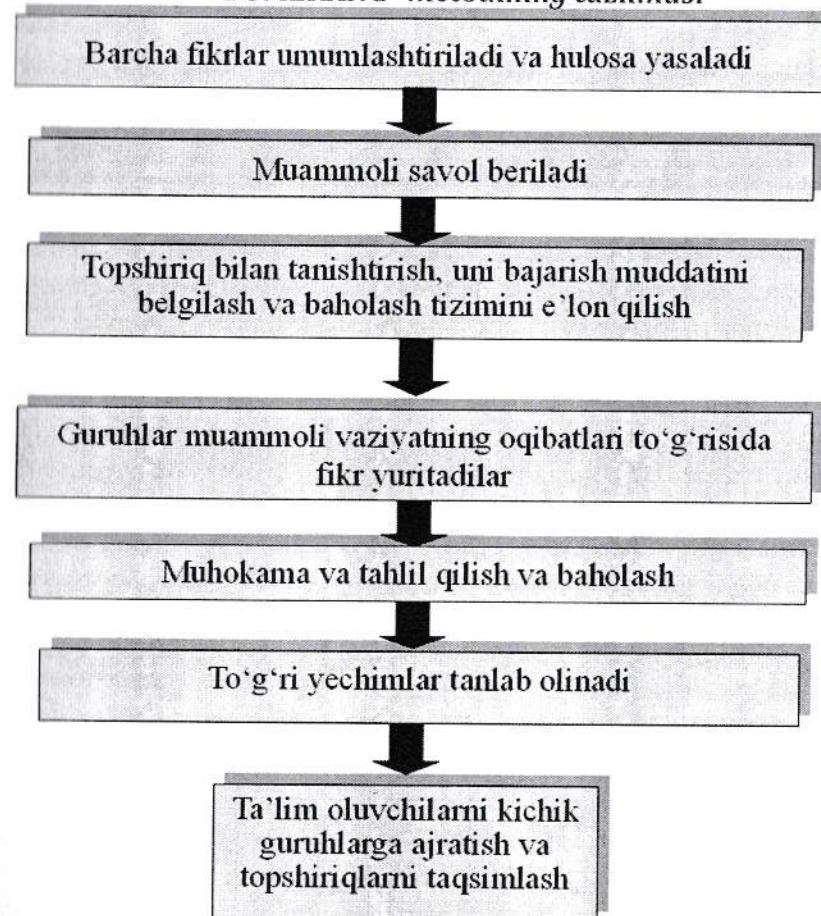 metodining tuzilmasi
Barcha fikrlar umumlashtiriladi va hulosa yasaladi
Muammoli savol beriladi
Topshiriq bilan tanishtirish, uni bajarish muddatini
belgilash va baholash tizimini e`lon qilish
Guruhlar muammoli vaziyatning oqibatlari to‘g‘risida
fikr yuritadilar
Muhokama va tahlil qilish va baholash
To‘g‘ri yechimlar tanlab olinadi
Ta`lim oluvchilarni kichik
guruhlarga ajratish va
topshiriqlarni taqsimlash